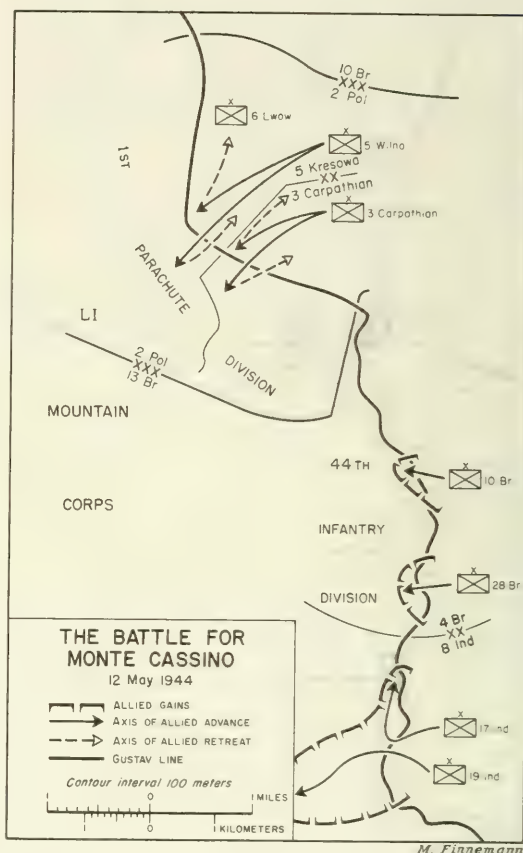 10 Br
XXX
2 Pol
X
6 Lwow
1ST
X
5 Wilno
5 Kresowa
XX
3 Carpathian
X
3 Carpathian
PARACHUTE
LI
DIVISION
2 Pol
XXX
13 Br
MOUNTAIN
44TH
X
10 Br
CORPS
INFANTRY
X
28 Br
DIVISION
4 Br
XX
8 Ind
THE BATTLE FOR
MONTE CASSINO
12 May 1944
ALLIED GAINS
AXIS OF ALLIED ADVANCE
AXIS OF ALLIED RETREAT
GUSTAV LINE
Contour interval 100 meters
1 0 1 MILES
1 0 1 KILOMETERS
X
17 Ind
X
19 Ind
M. Finnemann